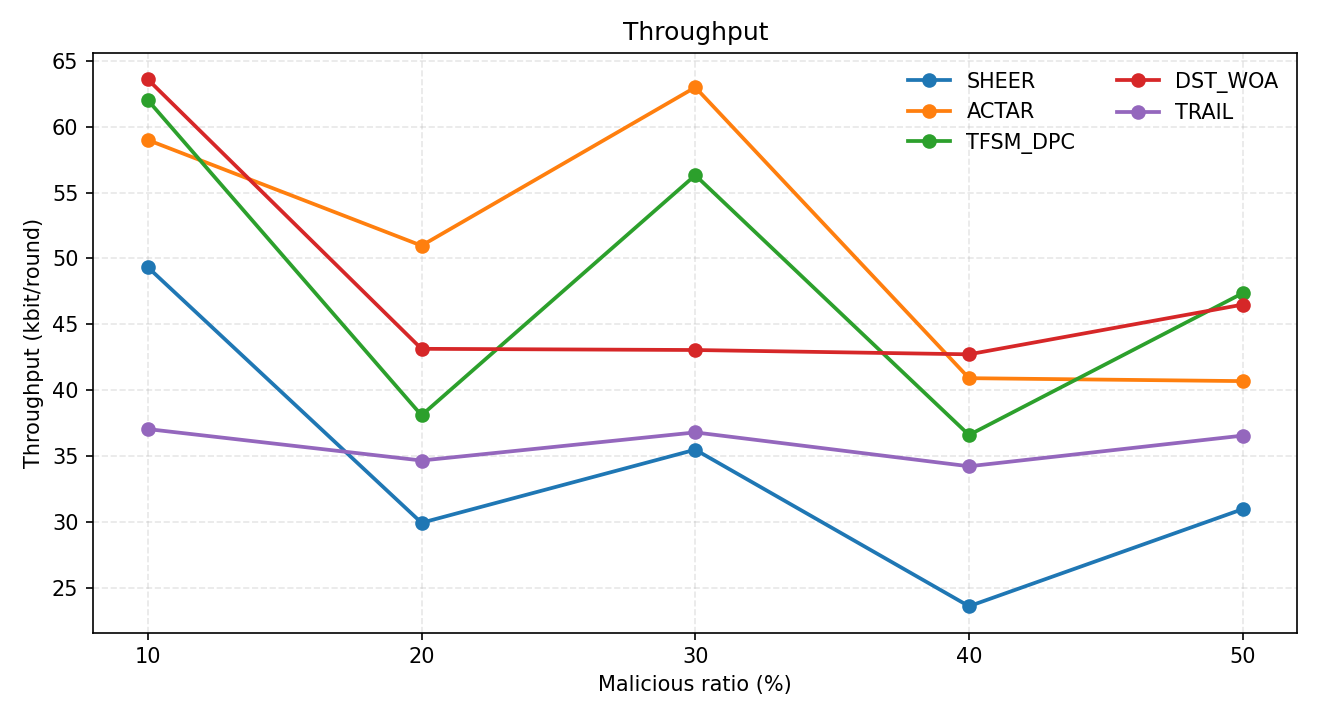 Throughput
65
60
55
50
45
40
35
30
25
Throughput (kbit/round)
SHEER
ACTAR
TFSM_DPC
DST_WOA
TRAIL
10 20 30 40 50
Malicious ratio (%)